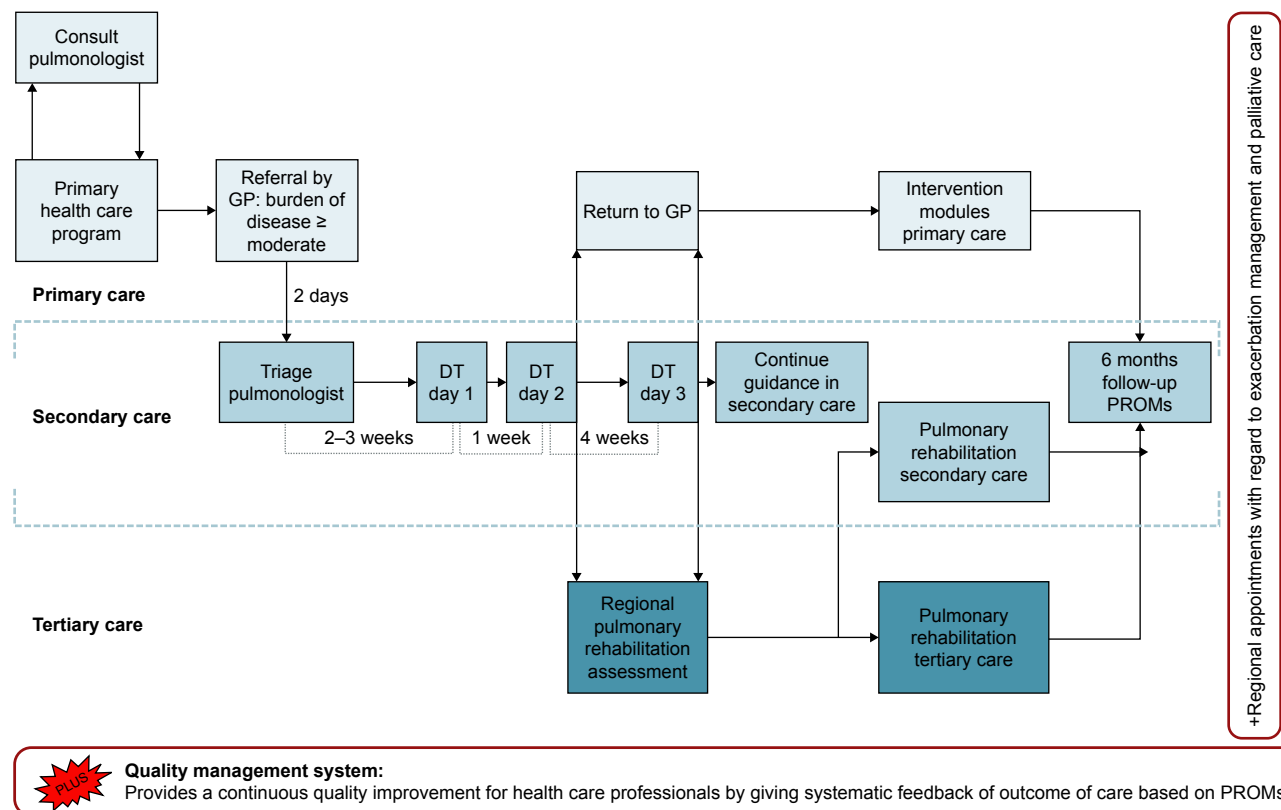 Consult
pulmonologist
Primary
health care
program
Referral by
GP: burden of
disease ≥
moderate
Return to GP
Intervention
modules
primary care
Primary care
2 days
Triage
pulmonologist
DT
day 1
DT
day 2
DT
day 3
Continue
guidance in
secondary care
6 months
follow-up
PROMs
Secondary care
2–3 weeks
1 week
4 weeks
Pulmonary
rehabilitation
secondary care
Tertiary care
Regional
pulmonary
rehabilitation
assessment
Pulmonary
rehabilitation
tertiary care
+Regional appointments with regard to exacerbation management and palliative care
PLUS
Quality management system:
Provides a continuous quality improvement for health care professionals by giving systematic feedback of outcome of care based on PROMs